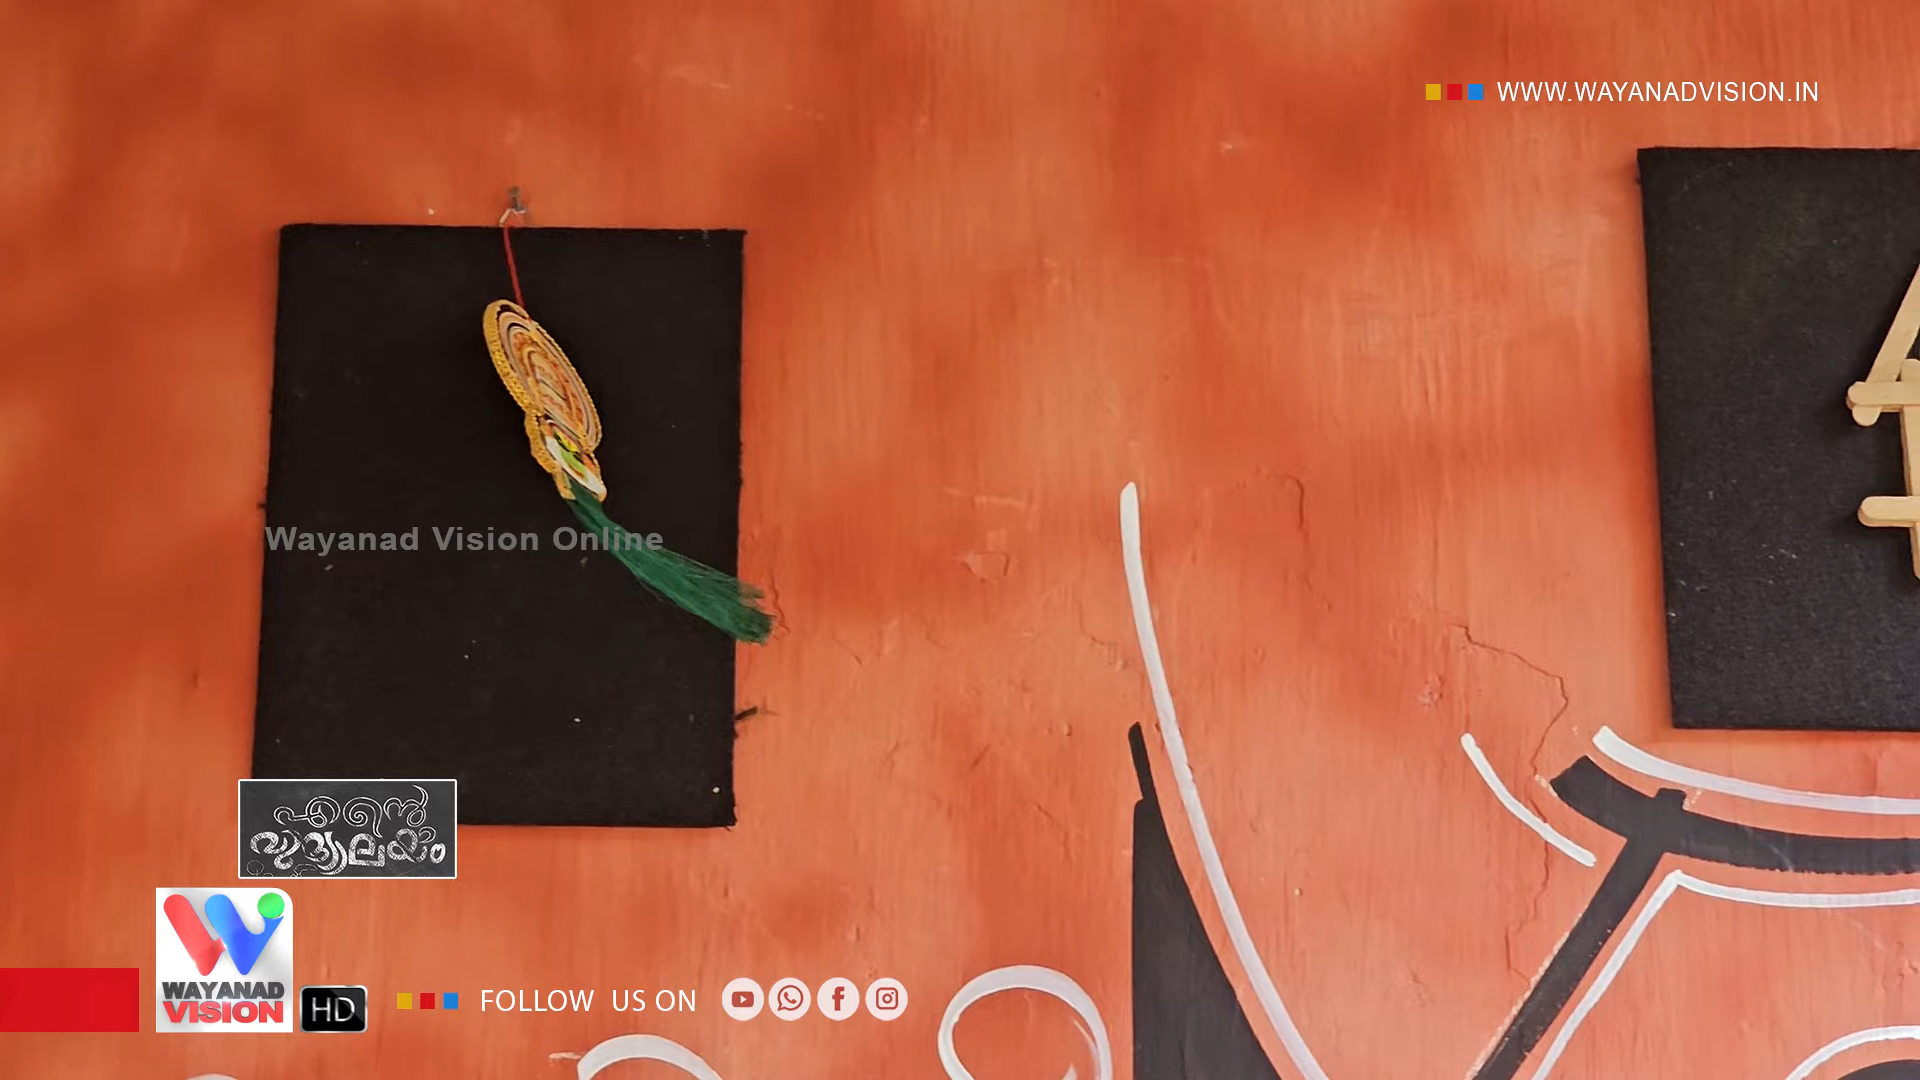 WWW.WAYANADVISION.IN
Wayanad Vision Online
എന്റെ
വിദ്യാലയം
WAYANAD
VISION
HD
FOLLOW US ON